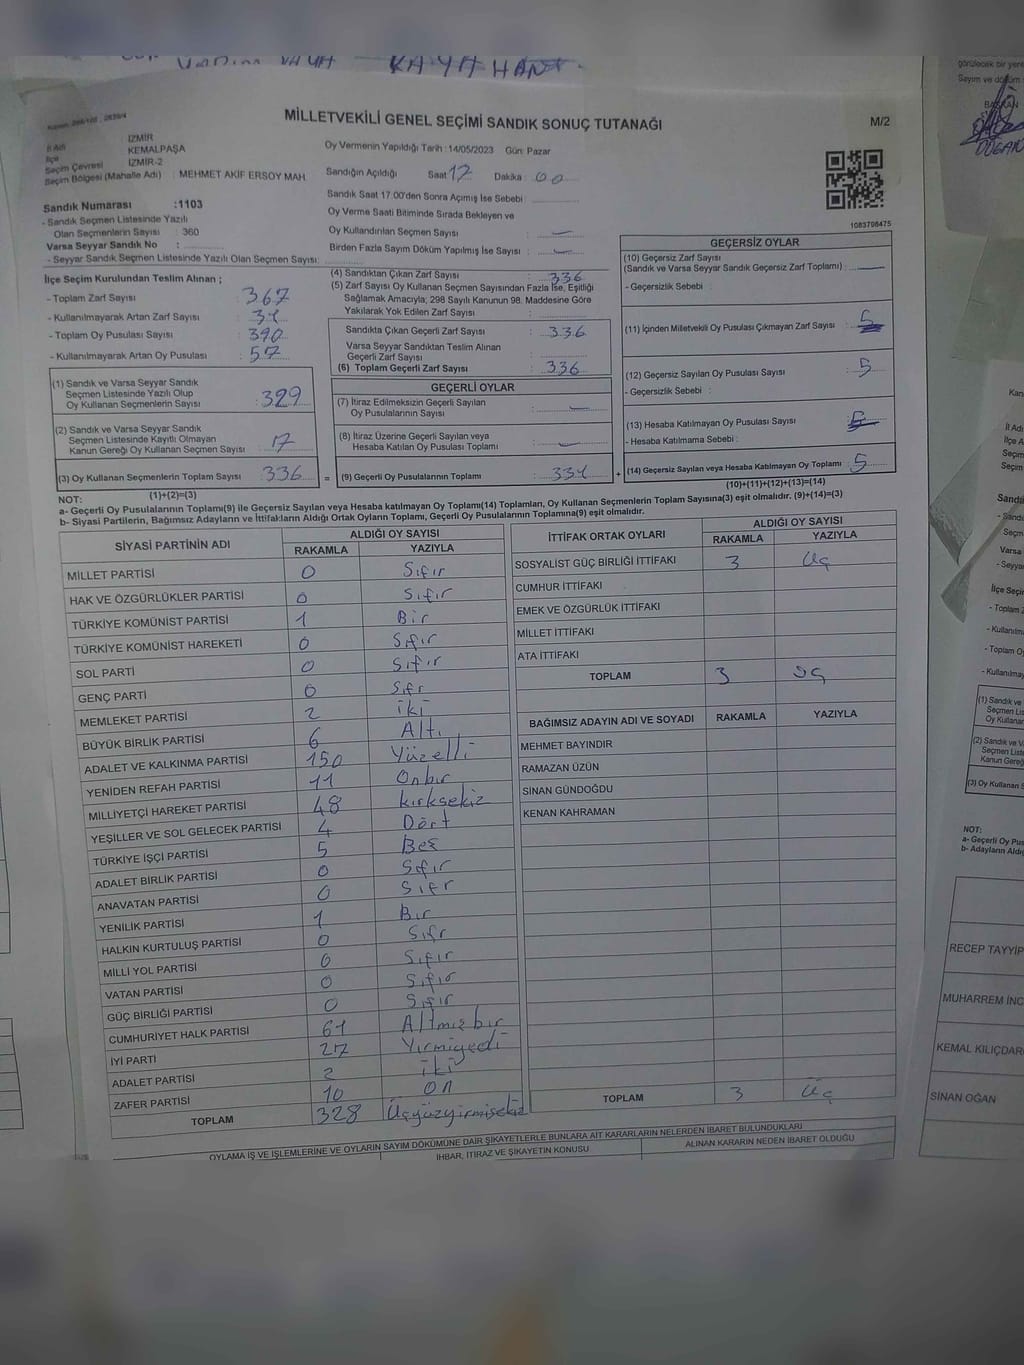 KAYAHAN
MİLLETVEKİLİ GENEL SEÇİMİ SANDIK SONUÇ TUTANAĞI
M/2
İl Adı İZMİR
İlçe KEMALPAŞA
Seçim Çevresi İZMİR-2
Seçim Bölgesi (Mahalle Adı) : MEHMET AKİF ERSOY MAH.
Sandık Numarası :1103
- Sandık Seçmen Listesinde Yazılı
Olan Seçmenlerin Sayısı : 360
Varsa Seyyar Sandık No :
- Seyyar Sandık Seçmen Listesinde Yazılı Olan Seçmen Sayısı:
Oy Vermenin Yapıldığı Tarih :14/05/2023 Gün: Pazar
Sandığın Açıldığı Saat 17 Dakika : 00
Sandık Saat 17.00'den Sonra Açımış İse Sebebi :
Oy Verme Saati Bitiminde Sırada Bekleyen ve
Oy Kullandırılan Seçmen Sayısı :
Birden Fazla Sayım Döküm Yapılmış İse Sayısı :
1083798475
İlçe Seçim Kurulundan Teslim Alınan ;
- Toplam Zarf Sayısı : 367
- Kullanılmayarak Artan Zarf Sayısı : 31
- Toplam Oy Pusulası Sayısı : 390
- Kullanılmayarak Artan Oy Pusulası : 57
(1) Sandık ve Varsa Seyyar Sandık
Seçmen Listesinde Yazılı Olup
Oy Kullanan Seçmenlerin Sayısı : 329
(2) Sandık ve Varsa Seyyar Sandık
Seçmen Listesinde Kayıtlı Olmayan
Kanun Gereği Oy Kullanan Seçmen Sayısı : 17
(3) Oy Kullanan Seçmenlerin Toplam Sayısı : 336
(1)+(2)=(3)
(4) Sandıktan Çıkan Zarf Sayısı : 336
(5) Zarf Sayısı Oy Kullanan Seçmen Sayısından Fazla İse, Eşitliği
Sağlamak Amacıyla; 298 Sayılı Kanunun 98. Maddesine Göre
Yakılarak Yok Edilen Zarf Sayısı :
Sandıkta Çıkan Geçerli Zarf Sayısı : 336
Varsa Seyyar Sandıktan Teslim Alınan
Geçerli Zarf Sayısı :
(6) Toplam Geçerli Zarf Sayısı : 336
GEÇERLİ OYLAR
(7) İtiraz Edilmeksizin Geçerli Sayılan
Oy Pusulalarının Sayısı :
(8) İtiraz Üzerine Geçerli Sayılan veya
Hesaba Katılan Oy Pusulası Toplamı :
= (9) Geçerli Oy Pusulalarının Toplamı : 331 +
GEÇERSİZ OYLAR
(10) Geçersiz Zarf Sayısı
(Sandık ve Varsa Seyyar Sandık Geçersiz Zarf Toplamı) :
- Geçersizlik Sebebi :
(11) İçinden Milletvekili Oy Pusulası Çıkmayan Zarf Sayısı :
(12) Geçersiz Sayılan Oy Pusulası Sayısı : 5
- Geçersizlik Sebebi :
(13) Hesaba Katılmayan Oy Pusulası Sayısı :
- Hesaba Katılmama Sebebi :
(14) Geçersiz Sayılan veya Hesaba Katılmayan Oy Toplamı : 5
(10)+(11)+(12)+(13)=(14)
NOT:
a- Geçerli Oy Pusulalarının Toplamı(9) ile Geçersiz Sayılan veya Hesaba katılmayan Oy Toplamı(14) Toplamları, Oy Kullanan Seçmenlerin Toplam Sayısına(3) eşit olmalıdır. (9)+(14)=(3)
b- Siyasi Partilerin, Bağımsız Adayların ve İttifakların Aldığı Ortak Oyların Toplamı, Geçerli Oy Pusulalarının Toplamına(9) eşit olmalıdır.
SİYASİ PARTİNİN ADI ALDIĞI OY SAYISI
RAKAMLA YAZIYLA
MİLLET PARTİSİ 0 Sıfır
HAK VE ÖZGÜRLÜKLER PARTİSİ 0 Sıfır
TÜRKİYE KOMÜNİST PARTİSİ 1 Bir
TÜRKİYE KOMÜNİST HAREKETİ 0 Sıfır
SOL PARTİ 0 Sıfır
GENÇ PARTİ 0 Sıfr
MEMLEKET PARTİSİ 2 iki
BÜYÜK BİRLİK PARTİSİ 6 Altı
ADALET VE KALKINMA PARTİSİ 150 Yüzelli
YENİDEN REFAH PARTİSİ 11 Onbir
MİLLİYETÇİ HAREKET PARTİSİ 48 kırksekiz
YEŞİLLER VE SOL GELECEK PARTİSİ 4 Dört
TÜRKİYE İŞÇİ PARTİSİ 5 Beş
ADALET BİRLİK PARTİSİ 0 Sıfır
ANAVATAN PARTİSİ 0 Sıfır
YENİLİK PARTİSİ 1 Bir
HALKIN KURTULUŞ PARTİSİ 0 Sıfr
MİLLİ YOL PARTİSİ 0 Sıfır
VATAN PARTİSİ 0 Sıfır
GÜÇ BİRLİĞİ PARTİSİ 0 Sıfır
CUMHURİYET HALK PARTİSİ 61 Altmışbir
İYİ PARTİ 27 Yirmiyedi
ADALET PARTİSİ 2 iki
ZAFER PARTİSİ 10 On
TOPLAM 328 Üçyüzyirmisekiz
İTTİFAK ORTAK OYLARI ALDIĞI OY SAYISI
RAKAMLA YAZIYLA
SOSYALİST GÜÇ BİRLİĞİ İTTİFAKI 3 Üç
CUMHUR İTTİFAKI
EMEK VE ÖZGÜRLÜK İTTİFAKI
MİLLET İTTİFAKI
ATA İTTİFAKI
TOPLAM 3 üç
BAĞIMSIZ ADAYIN ADI VE SOYADI RAKAMLA YAZIYLA
MEHMET BAYINDIR
RAMAZAN ÜZÜN
SİNAN GÜNDOĞDU
KENAN KAHRAMAN
TOPLAM 3 Üç
OYLAMA İŞ VE İŞLEMLERİNE VE OYLARIN SAYIM DÖKÜMÜNE DAİR ŞİKAYETLERLE BUNLARA AİT KARARLARIN NELERDEN İBARET BULUNDUKLARI
İHBAR, İTİRAZ VE ŞİKAYETİN KONUSU ALINAN KARARIN NEDEN İBARET OLDUĞU
görülecek bir yere
Sayım ve döküm
DOĞAN
NOT:
a- Geçerli Oy Pus
b- Adayların Aldığı
RECEP TAYYİP
MUHARREM İNC
KEMAL KILIÇDAR
SİNAN OĞAN